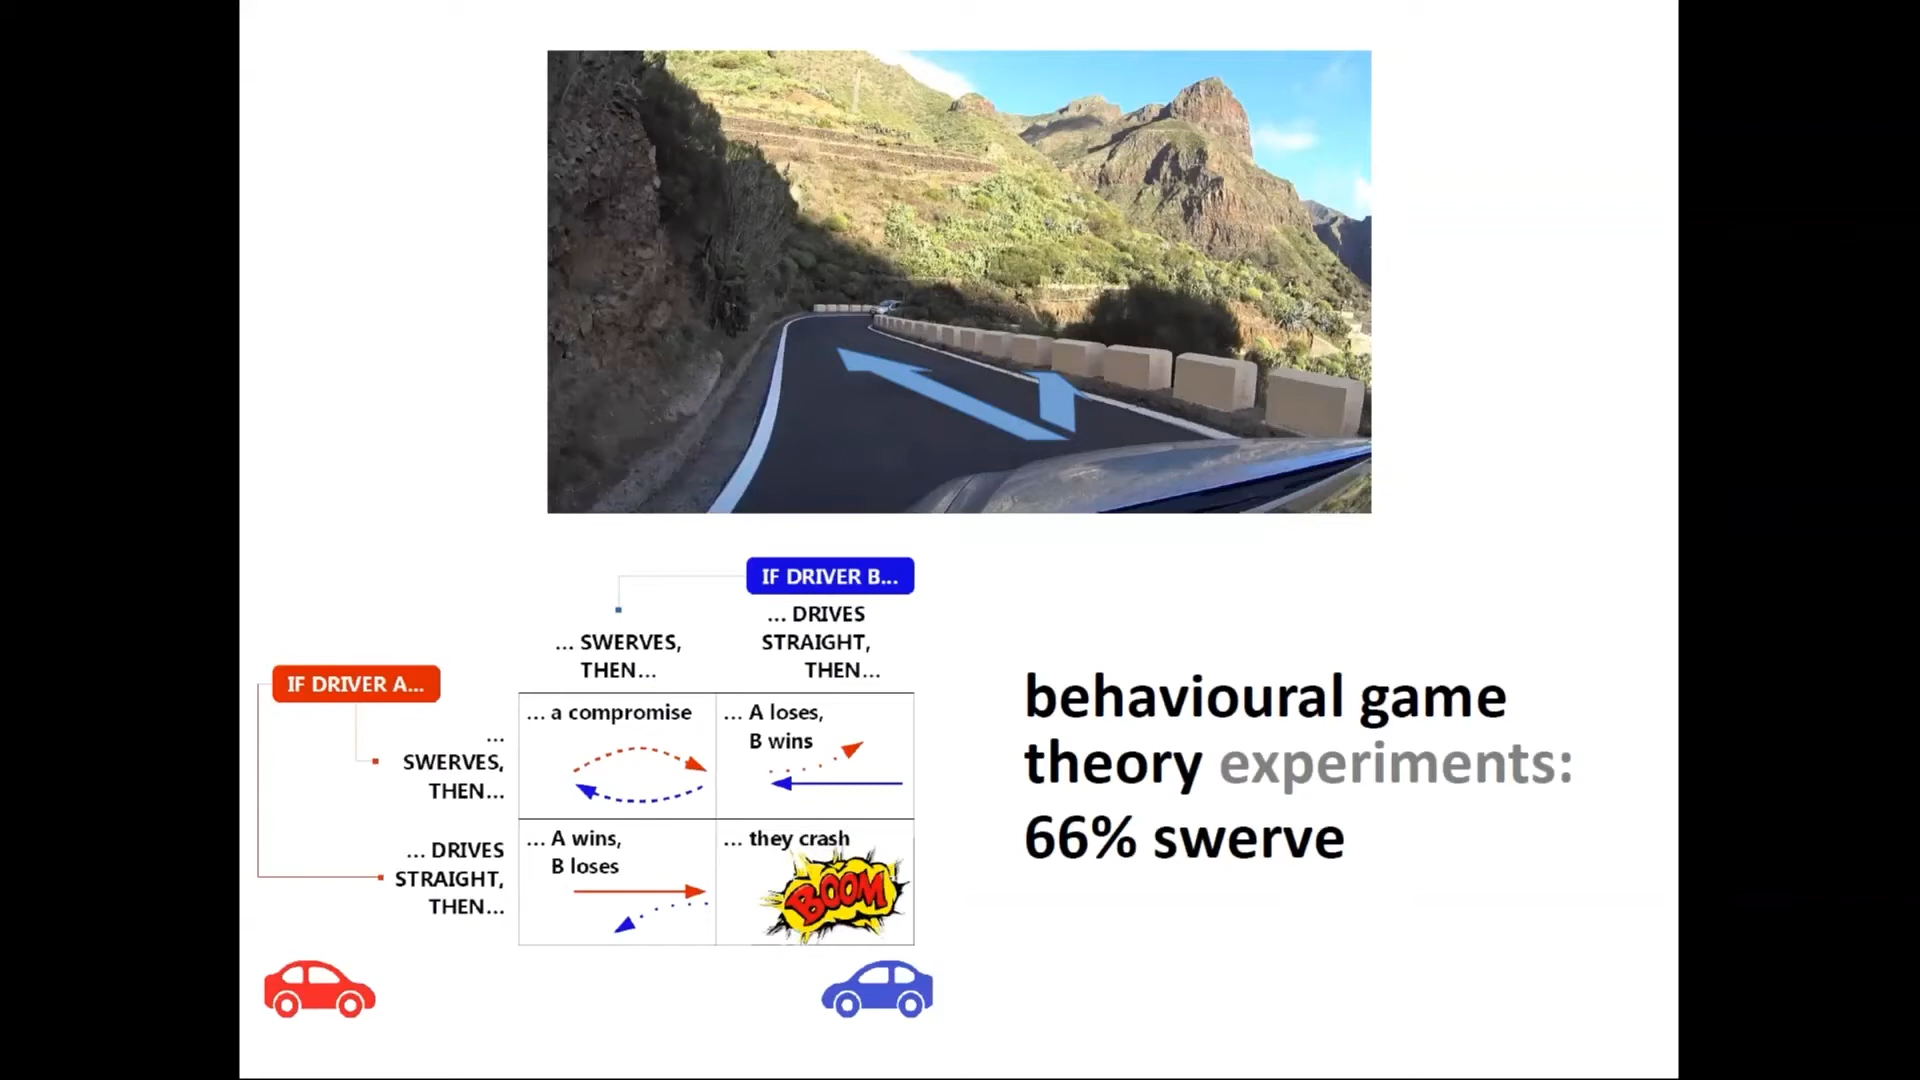 IF DRIVER B...
... DRIVES
STRAIGHT,
THEN...
... SWERVES,
THEN...
IF DRIVER A...
...
SWERVES,
THEN...
... a compromise
... A loses,
B wins
... DRIVES
STRAIGHT,
THEN...
... A wins,
B loses
... they crash
BOOM
behavioural game
theory experiments:
66% swerve